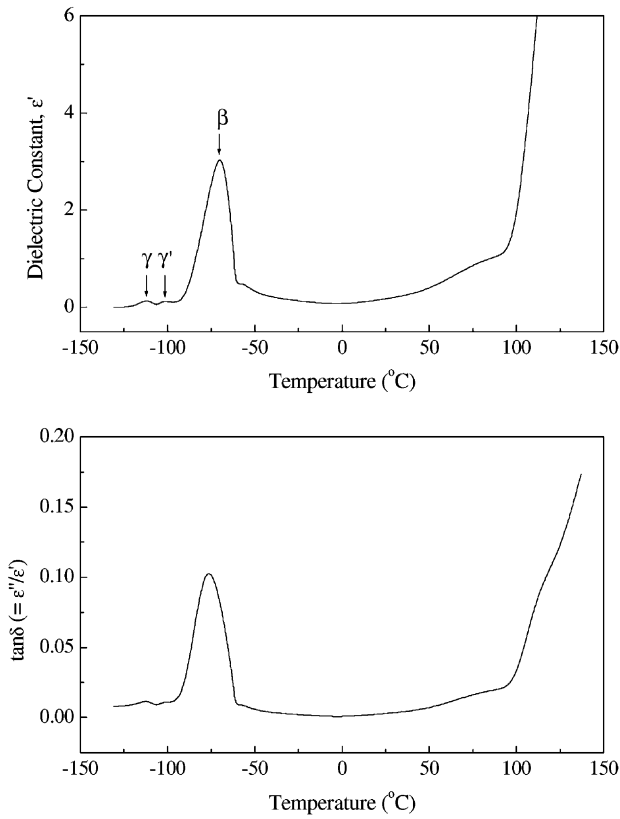 6
4
2
0
Dielectric Constant, ε'
β
γ γ'
-150 -100 -50 0 50 100 150
Temperature (°C)
0.20
0.15
0.10
0.05
0.00
tanδ (= ε''/ε')
-150 -100 -50 0 50 100 150
Temperature (°C)